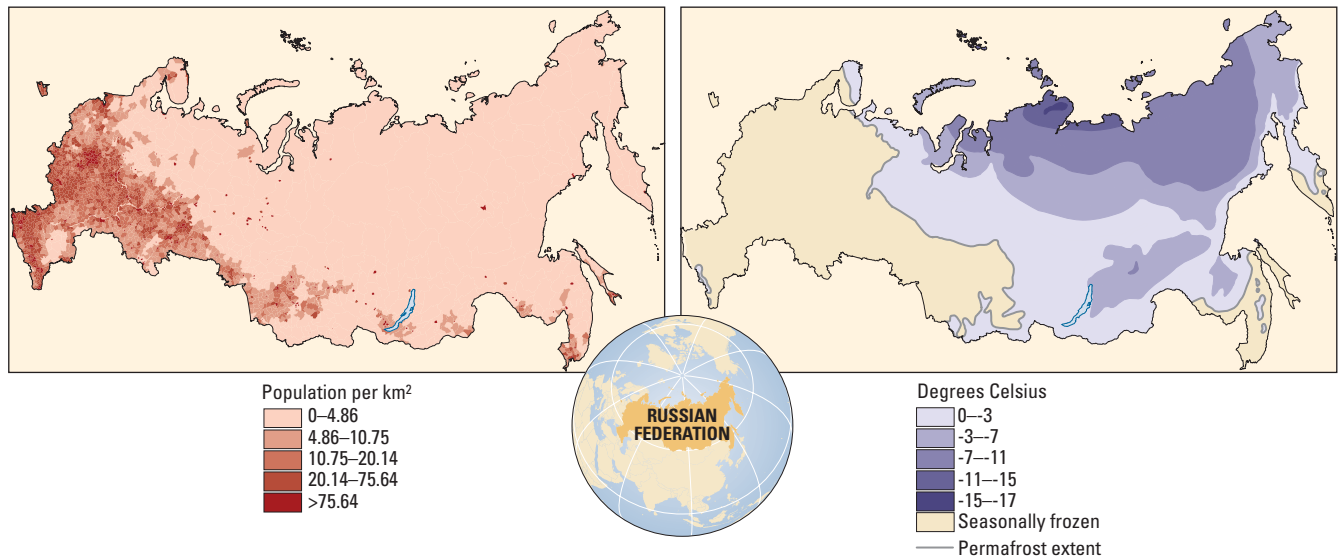 Population per km²
0–4.86
4.86–10.75
10.75–20.14
20.14–75.64
>75.64
RUSSIAN
FEDERATION
Degrees Celsius
0–-3
-3–-7
-7–-11
-11–-15
-15–-17
Seasonally frozen
Permafrost extent